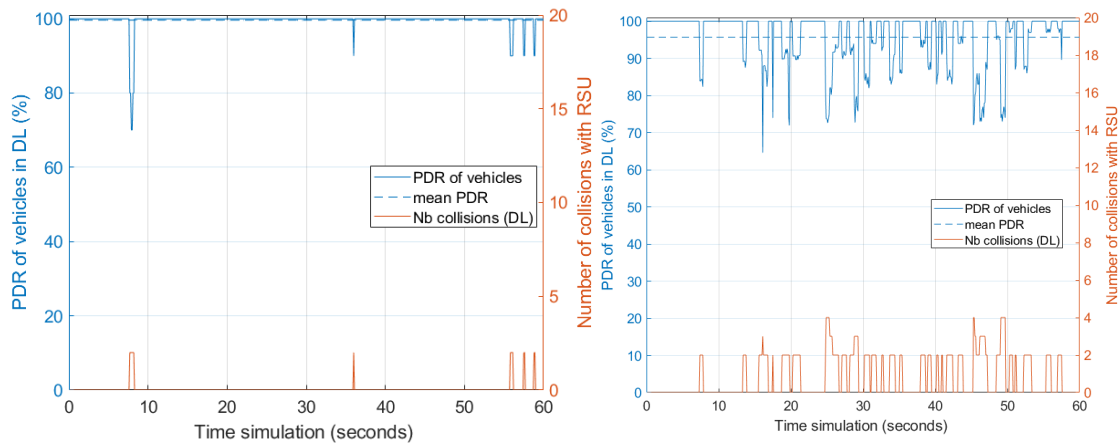 100
80
60
40
20
0
PDR of vehicles in DL (%)
20
15
10
5
0
Number of collisions with RSU
PDR of vehicles
mean PDR
Nb collisions (DL)
0 10 20 30 40 50 60
Time simulation (seconds)
100
90
80
70
60
50
40
30
20
10
0
PDR of vehicles in DL (%)
20
18
16
14
12
10
8
6
4
2
0
Number of collisions with RSU
PDR of vehicles
mean PDR
Nb collisions (DL)
0 10 20 30 40 50 60
Time simulation (seconds)